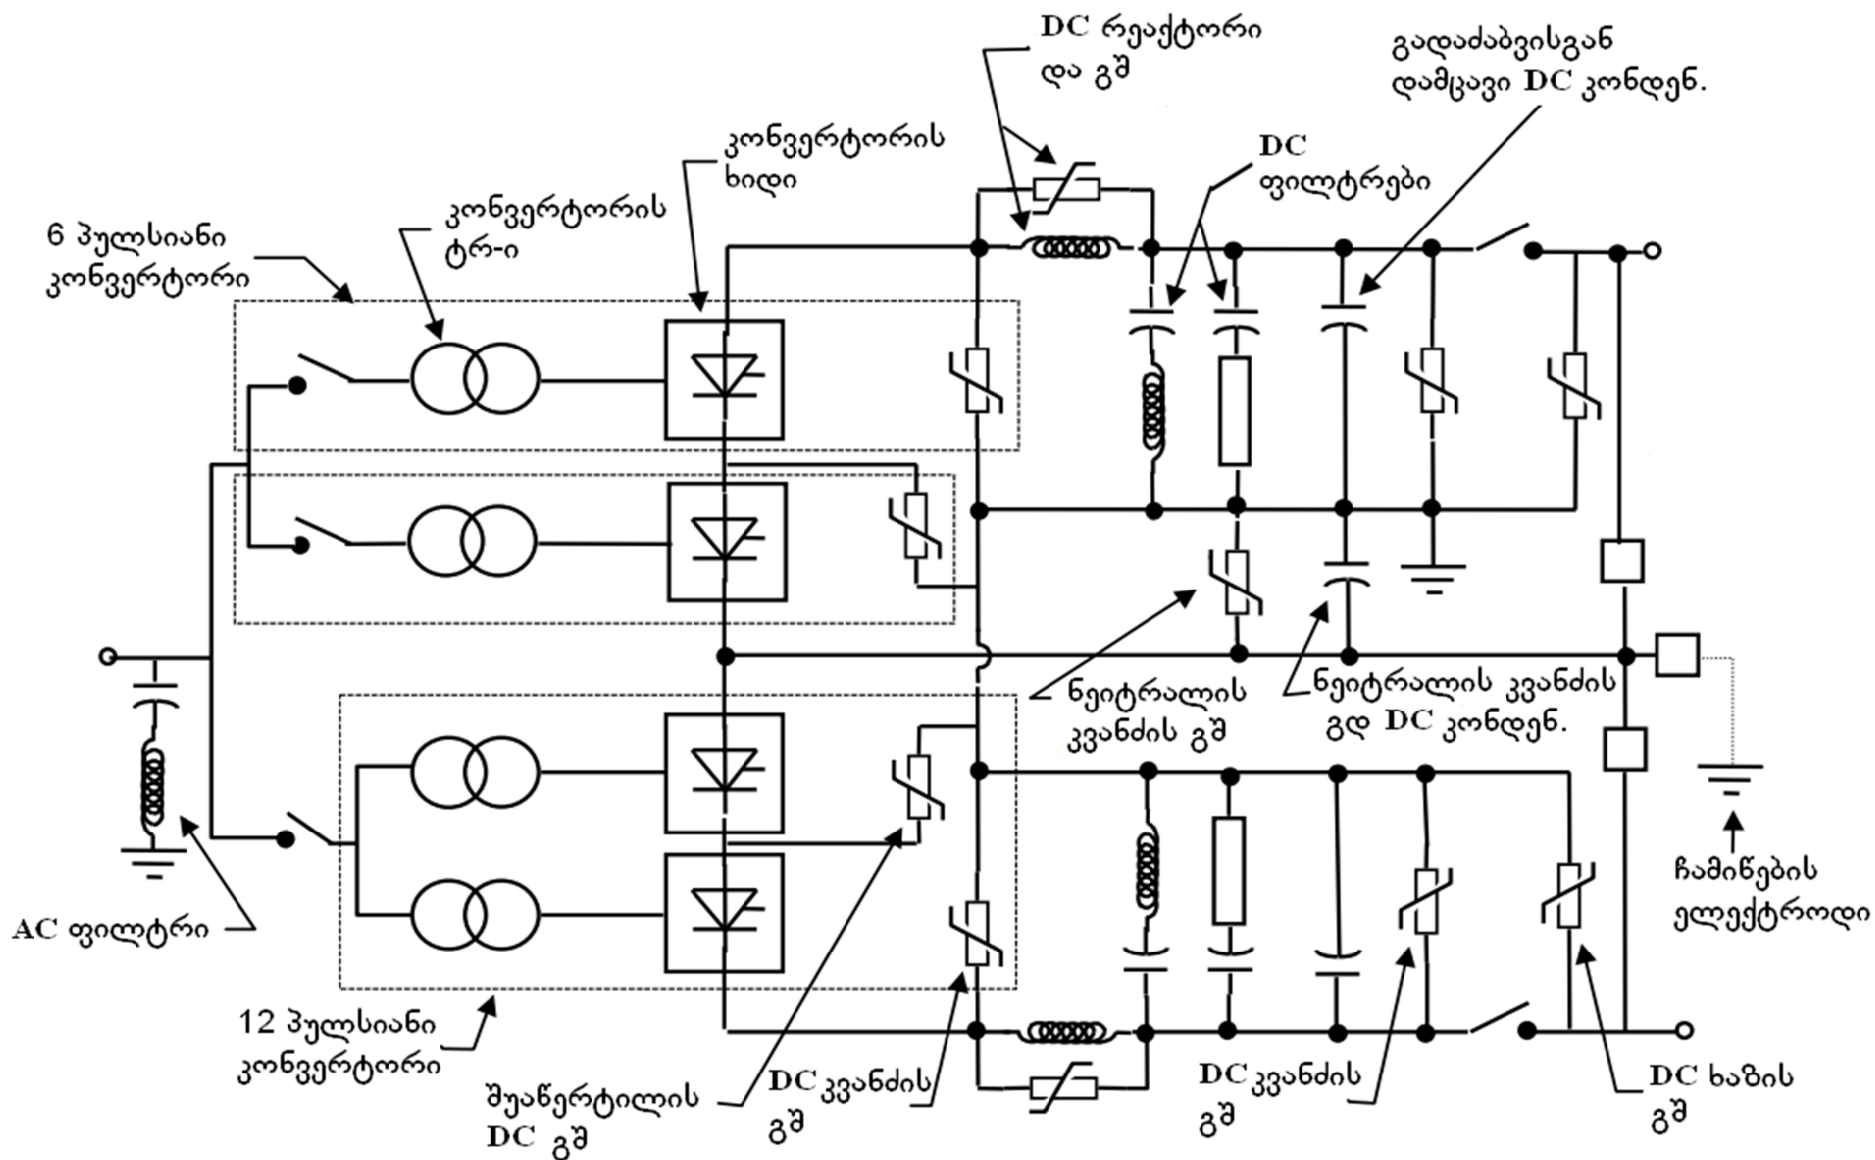 DC რეაქტორი
და გშ
გადაძაბვისგან
დამცავი DC კონდენ.
კონვერტორის
ხიდი
DC
ფილტრები
კონვერტორის
ტრ-ი
6 პულსიანი
კონვერტორი
ნეიტრალის
კვანძის გშ
ნეიტრალის კვანძის
გდ DC კონდენ.
ჩამიწების
ელექტროდი
AC ფილტრი
12 პულსიანი
კონვერტორი
შუაწერტილის
DC გშ
DC კვანძის
გშ
DC კვანძის
გშ
DC ხაზის
გშ